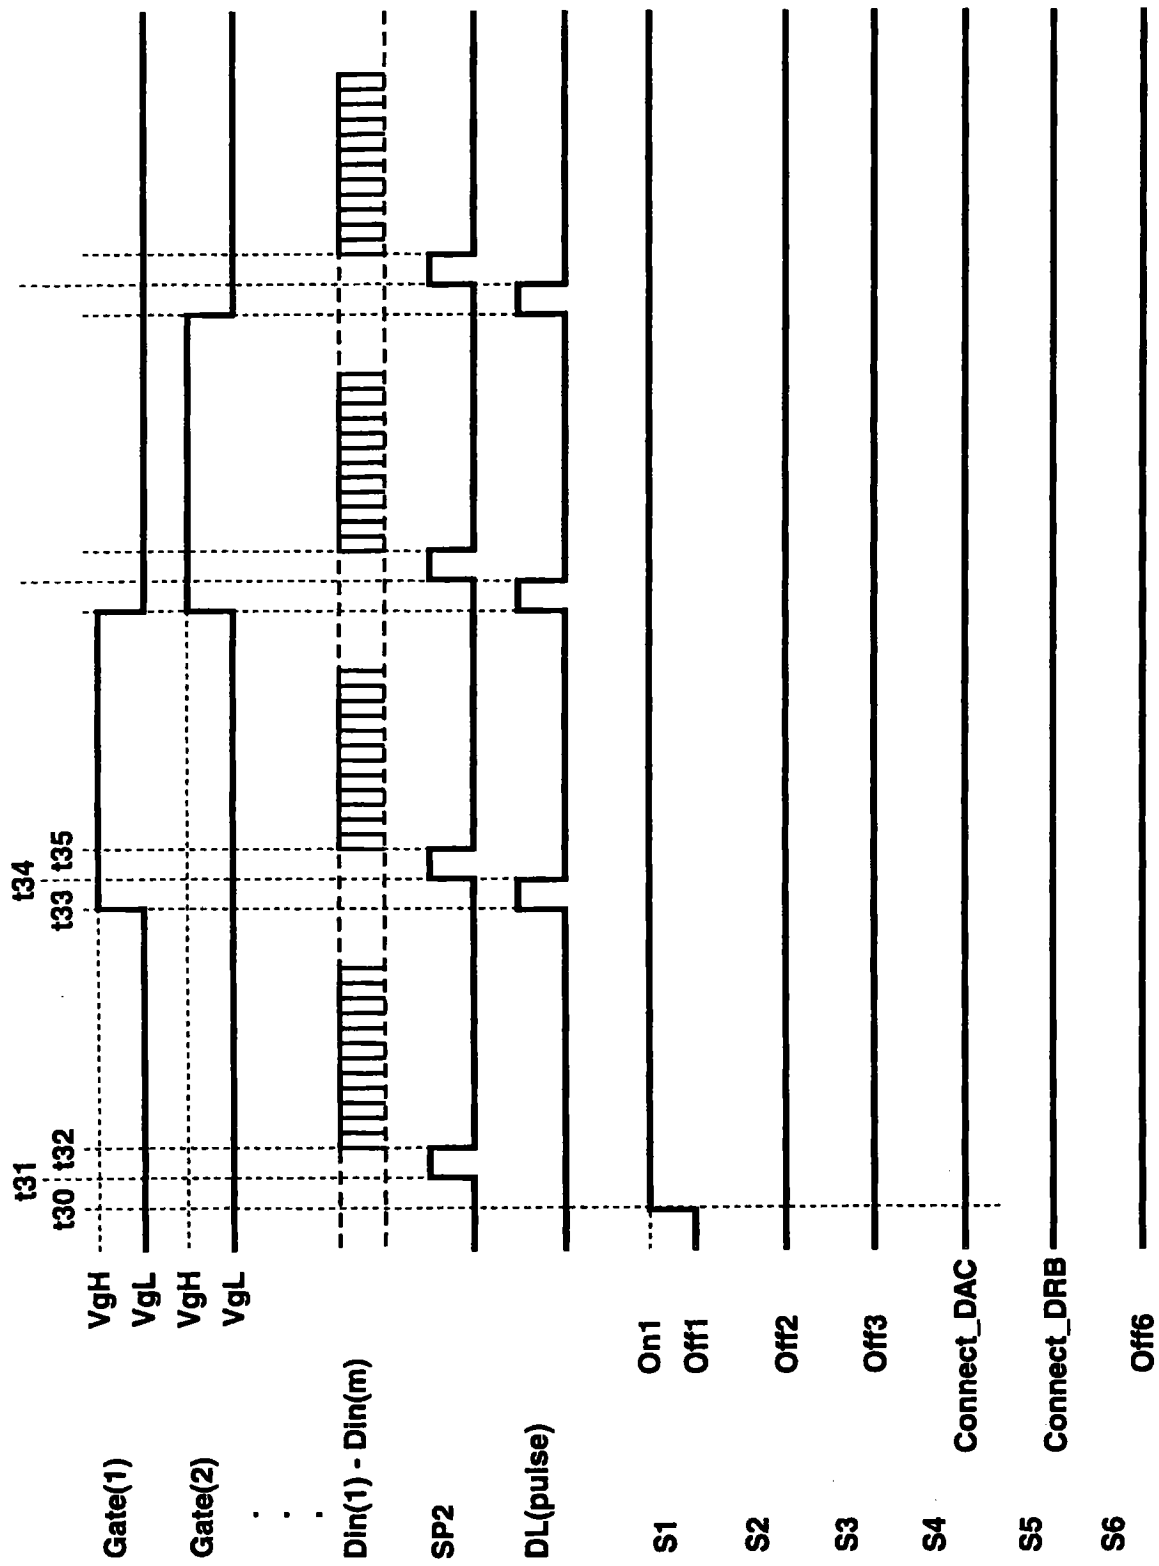 t31
t34
t30 t32
t33 t35
Gate(1)
VgH
VgL
Gate(2)
VgH
VgL
. . .
Din(1) - Din(m)
SP2
DL(pulse)
S1
On1
Off1
S2
Off2
S3
Off3
S4
Connect_DAC
S5
Connect_DRB
S6
Off6